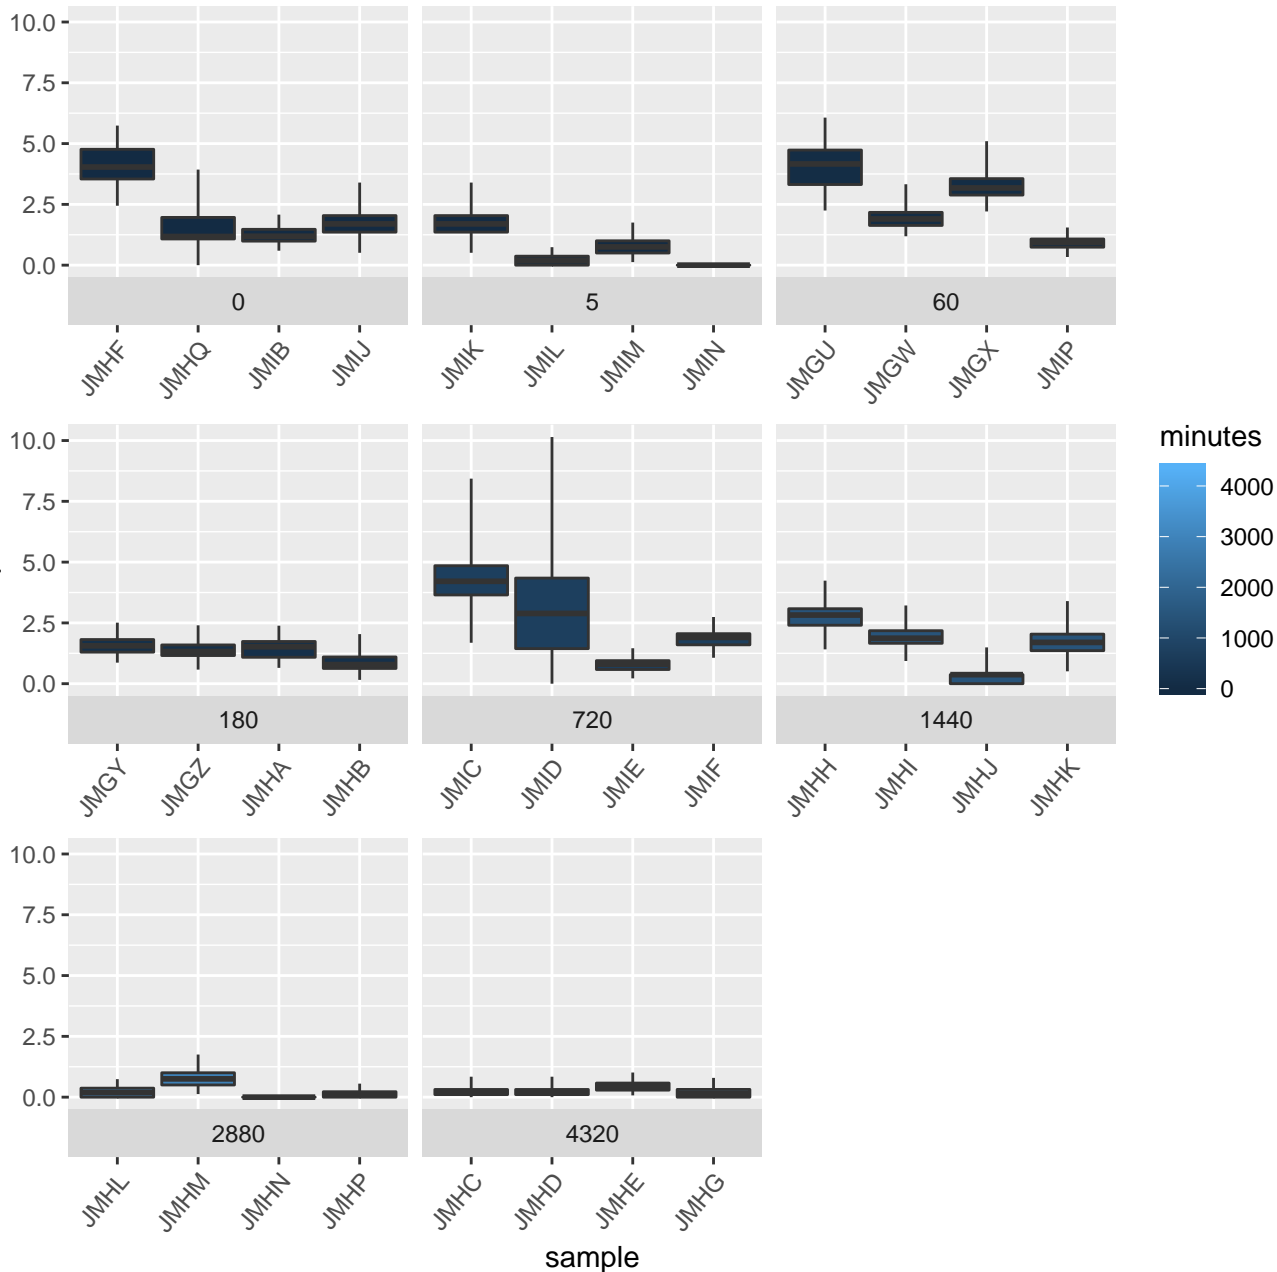 10.0
7.5
5.0
2.5
0.0
0
5
60
JMHF
JMHQ
JMIB
JMIJ
JMIK
JMIL
JMIM
JMIN
JMGU
JMGW
JMGX
JMIP
10.0
7.5
5.0
2.5
0.0
180
720
1440
JMGY
JMGZ
JMHA
JMHB
JMIC
JMID
JMIE
JMIF
JMHH
JMHI
JMHJ
JMHK
minutes
4000
3000
2000
1000
0
10.0
7.5
5.0
2.5
0.0
2880
4320
JMHL
JMHM
JMHN
JMHP
JMHC
JMHD
JMHE
JMHG
sample